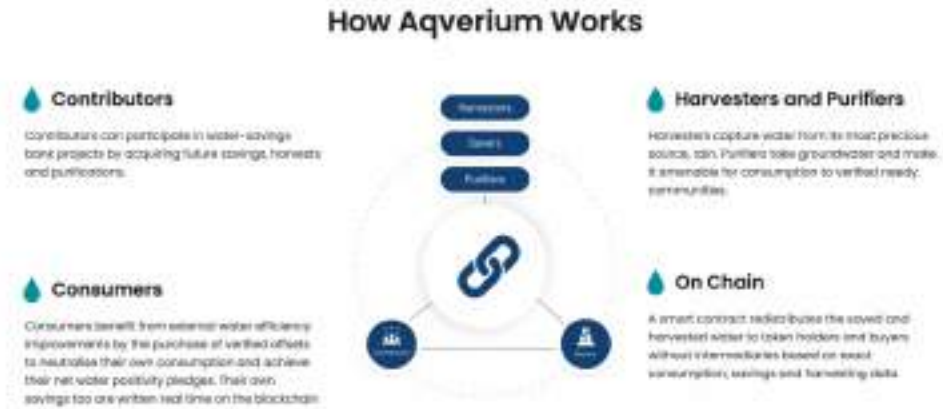 How Aqverium Works
Contributors
Contributors can participate in water-savings
bank projects by acquiring future savings, harvests
and purifications.
Consumers
Consumers benefit from external water efficiency
improvements by the purchase of verified offsets
to neutralise their own consumption and achieve
their net water positivity pledges. Their own
savings too are written real time on the blockchain
Harvesters
Savers
Purifiers
Harvesters and Purifiers
Harvesters capture water from its most precious
source, rain. Purifiers take groundwater and make
it amenable for consumption to verified needy
communities.
On Chain
A smart contract redistributes the saved and
harvested water to token holders and buyers
without intermediaries based on exact
consumption, savings and harvesting data.